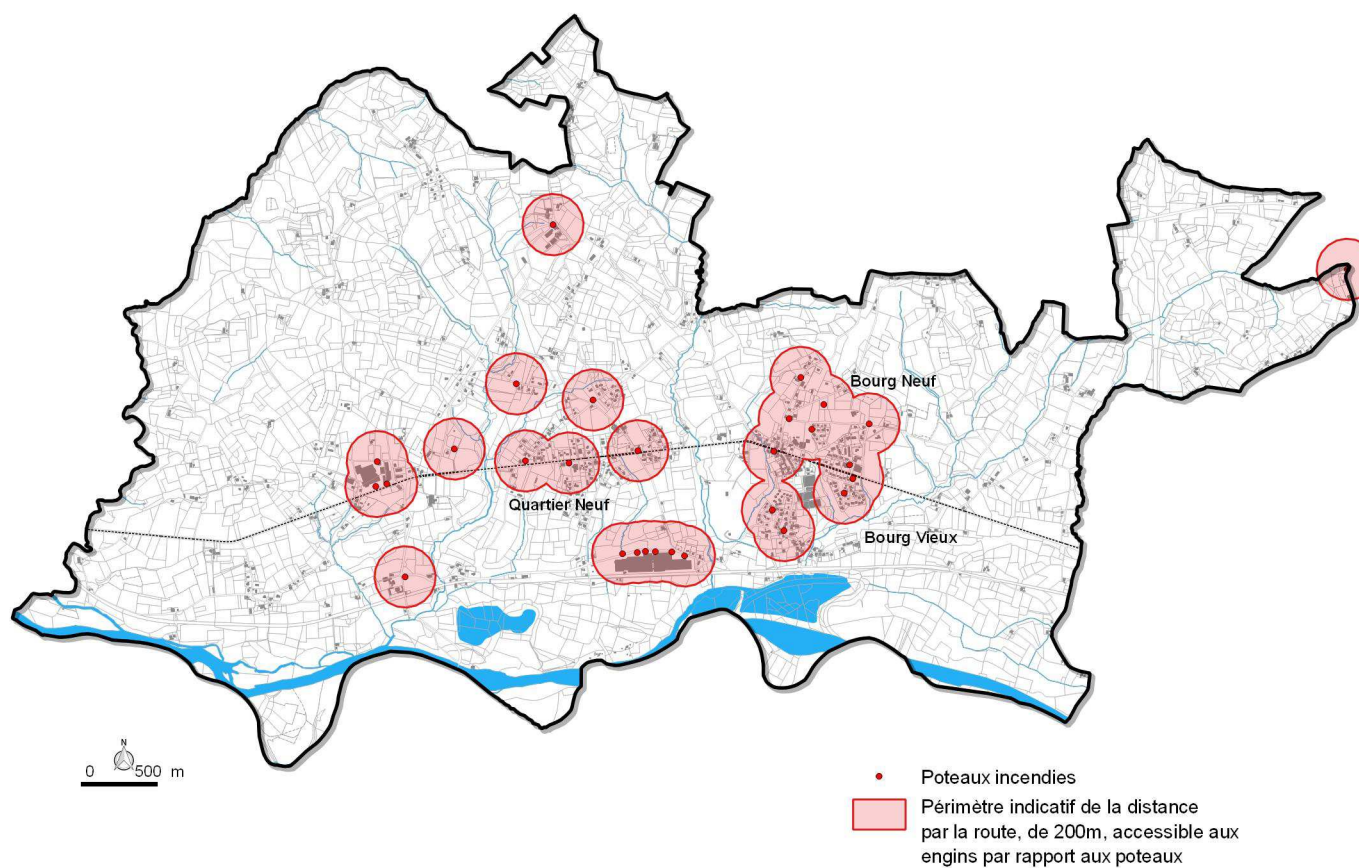 Bourg Neuf
Quartier Neuf
Bourg Vieux
N
0 500 m
Poteaux incendies
Périmètre indicatif de la distance
par la route, de 200m, accessible aux
engins par rapport aux poteaux